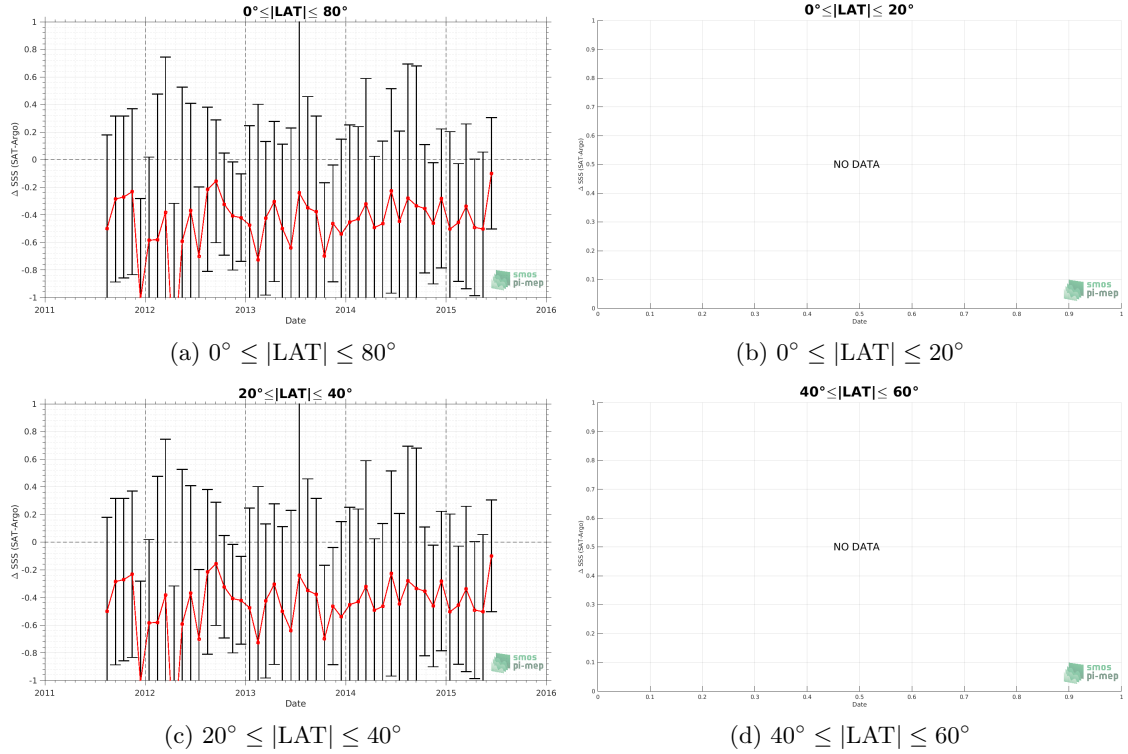 0°≤|LAT|≤ 80°
Δ SSS (SAT-Argo)
1
0.8
0.6
0.4
0.2
0
-0.2
-0.4
-0.6
-0.8
-1
2011 2012 2013 2014 2015 2016
Date
smos
pi-mep
(a) 0° ≤ |LAT| ≤ 80°
0°≤|LAT|≤ 20°
Δ SSS (SAT-Argo)
1
0.9
0.8
0.7
0.6
0.5
0.4
0.3
0.2
0.1
0
NO DATA
0 0.1 0.2 0.3 0.4 0.5 0.6 0.7 0.8 0.9 1
Date
smos
pi-mep
(b) 0° ≤ |LAT| ≤ 20°
20°≤|LAT|≤ 40°
Δ SSS (SAT-Argo)
1
0.8
0.6
0.4
0.2
0
-0.2
-0.4
-0.6
-0.8
-1
2011 2012 2013 2014 2015 2016
Date
smos
pi-mep
(c) 20° ≤ |LAT| ≤ 40°
40°≤|LAT|≤ 60°
Δ SSS (SAT-Argo)
1
0.9
0.8
0.7
0.6
0.5
0.4
0.3
0.2
0.1
0
NO DATA
0 0.1 0.2 0.3 0.4 0.5 0.6 0.7 0.8 0.9 1
Date
smos
pi-mep
(d) 40° ≤ |LAT| ≤ 60°